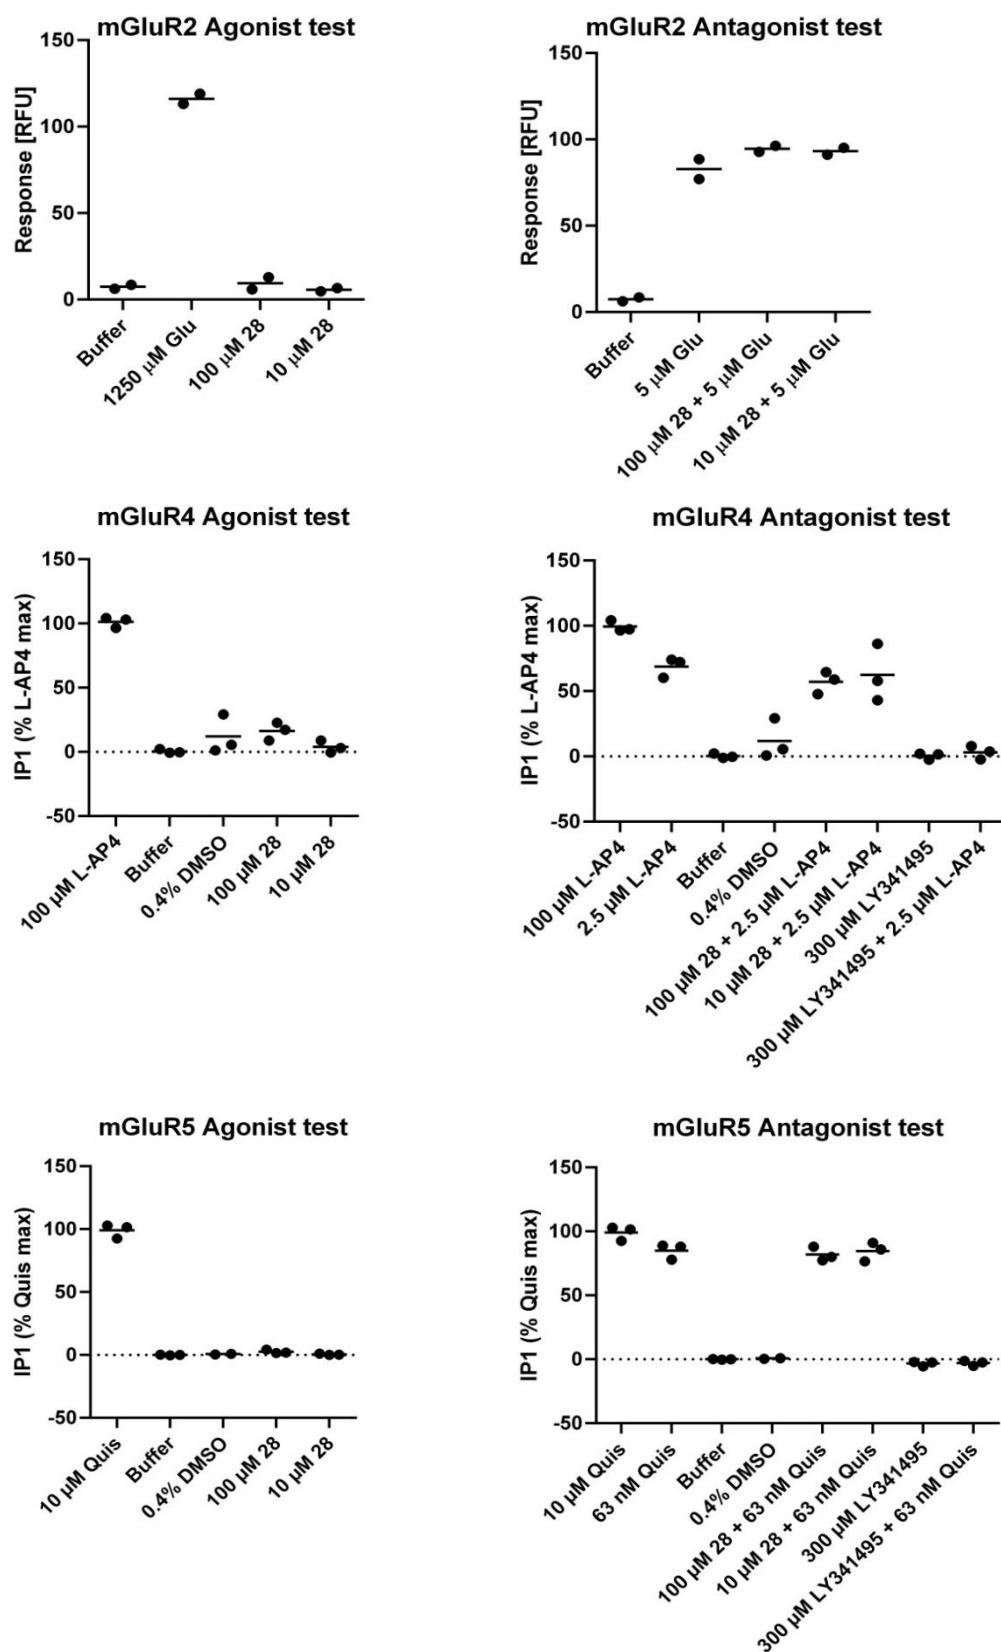 mGluR2 Agonist test
Response [RFU]
150
100
50
0
Buffer
1250 µM Glu
100 µM 28
10 µM 28
mGluR2 Antagonist test
Response [RFU]
150
100
50
0
Buffer
5 µM Glu
100 µM 28 + 5 µM Glu
10 µM 28 + 5 µM Glu
mGluR4 Agonist test
IP1 (% L-AP4 max)
150
100
50
0
-50
100 µM L-AP4
Buffer
0.4% DMSO
100 µM 28
10 µM 28
mGluR4 Antagonist test
IP1 (% L-AP4 max)
150
100
50
0
-50
100 µM L-AP4
2.5 µM L-AP4
Buffer
0.4% DMSO
100 µM 28 + 2.5 µM L-AP4
10 µM 28 + 2.5 µM L-AP4
300 µM LY341495
300 µM LY341495 + 2.5 µM L-AP4
mGluR5 Agonist test
IP1 (% Quis max)
150
100
50
0
-50
10 µM Quis
Buffer
0.4% DMSO
100 µM 28
10 µM 28
mGluR5 Antagonist test
IP1 (% Quis max)
150
100
50
0
-50
10 µM Quis
63 nM Quis
Buffer
0.4% DMSO
100 µM 28 + 63 nM Quis
10 µM 28 + 63 nM Quis
300 µM LY341495
300 µM LY341495 + 63 nM Quis